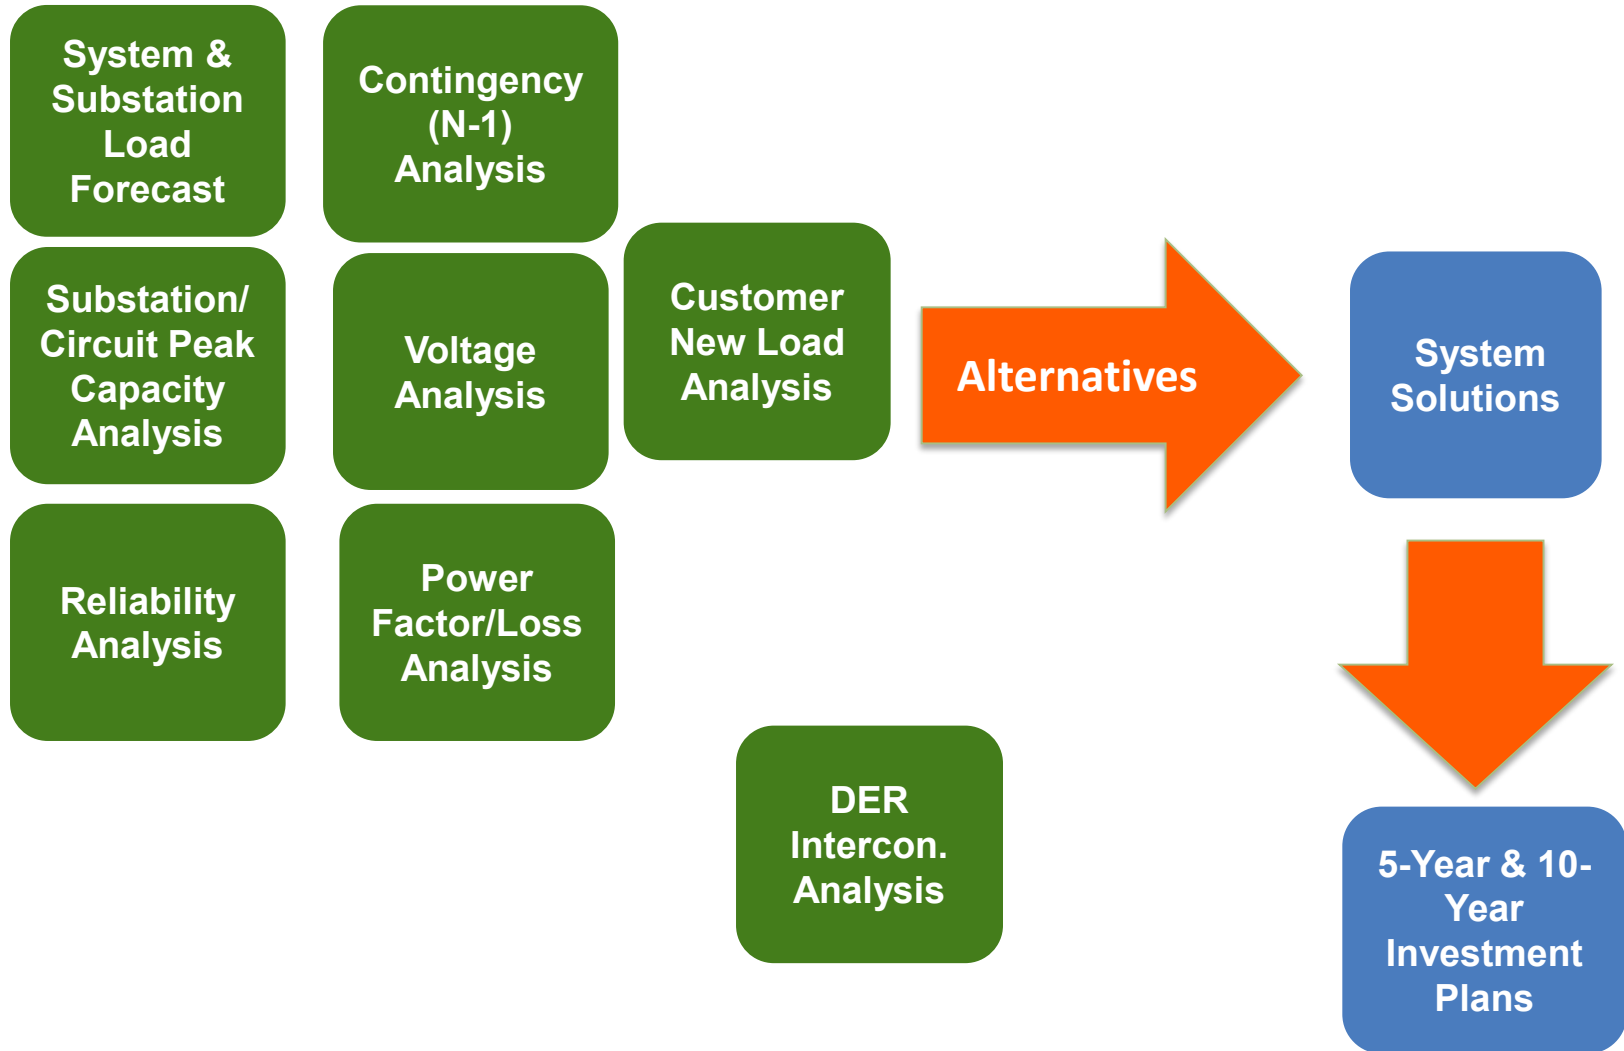 System &
Substation
Load
Forecast
Contingency
(N-1)
Analysis
Substation/
Circuit Peak
Capacity
Analysis
Voltage
Analysis
Customer
New Load
Analysis
Alternatives
System
Solutions
Reliability
Analysis
Power
Factor/Loss
Analysis
DER
Intercon.
Analysis
5-Year & 10-
Year
Investment
Plans